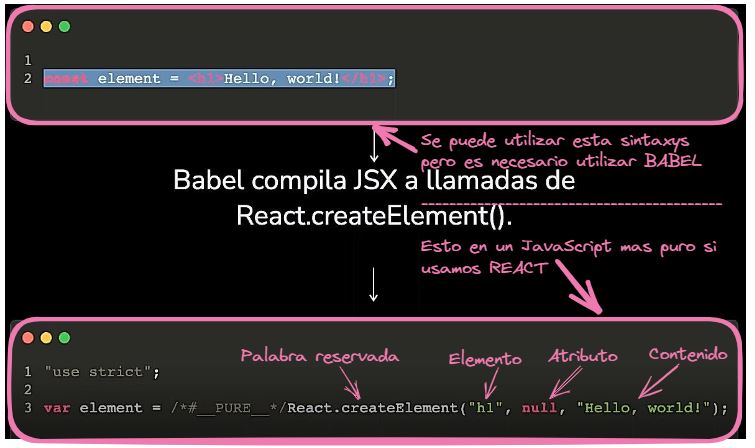 1
2 const element = <h1>Hello, world!</h1>;
Se puede utilizar esta sintaxys
pero es necesario utilizar BABEL
Babel compila JSX a llamadas de
React.createElement().
Esto en un JavaScript mas puro si
usamos REACT
Palabra reservada Elemento Atributo Contenido
1 "use strict";
2
3 var element = /*#__PURE__*/React.createElement("h1", null, "Hello, world!");